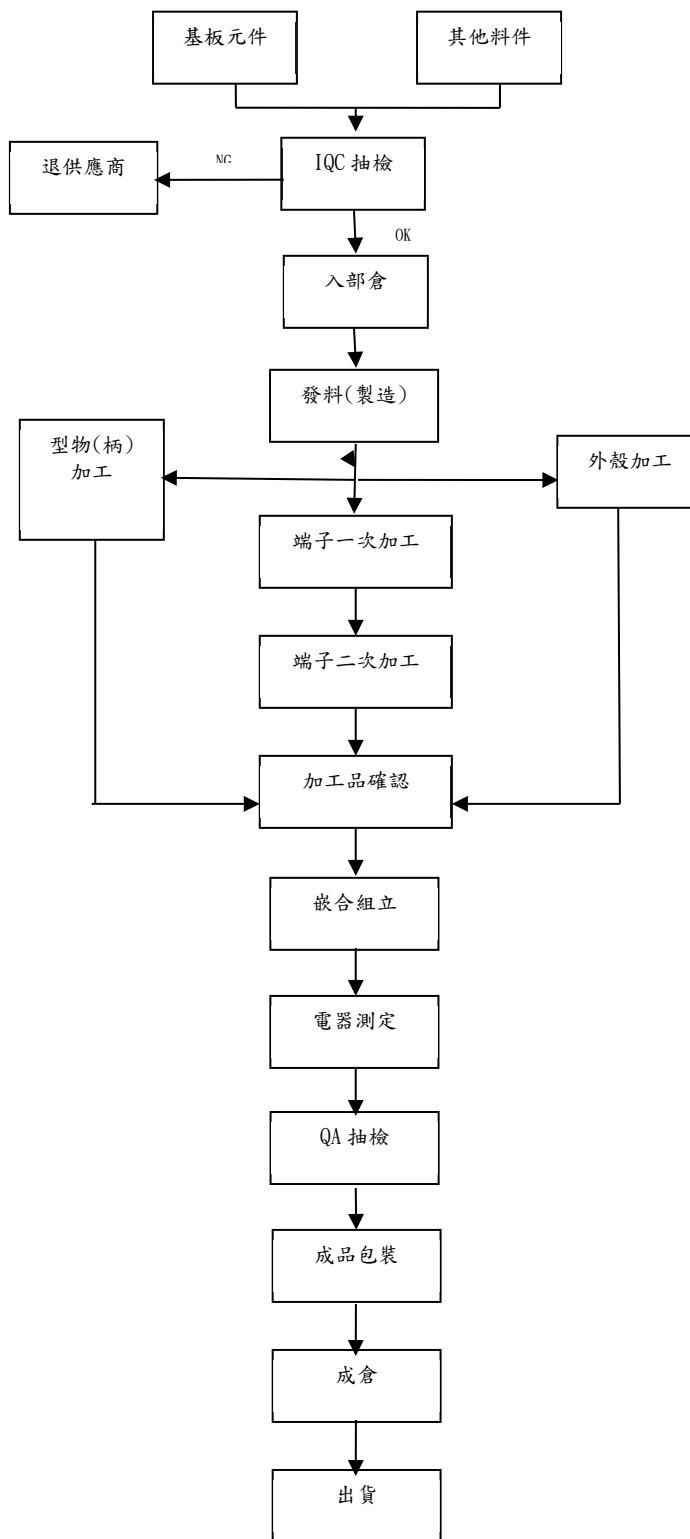 基板元件
其他料件
退供應商
NG
IQC 抽檢
OK
入部倉
發料(製造)
型物(柄)
加工
外殼加工
端子一次加工
端子二次加工
加工品確認
嵌合組立
電器測定
QA 抽檢
成品包裝
成倉
出貨